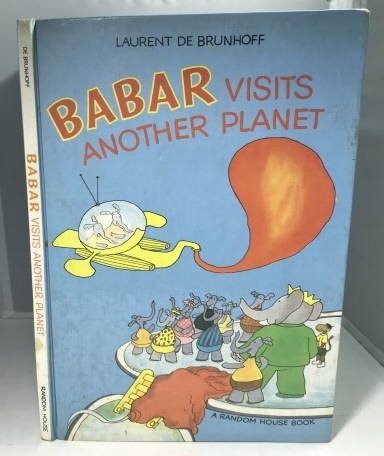 LAURENT DE BRUNHOFF
BABAR VISITS
ANOTHER PLANET
A RANDOM HOUSE BOOK
DE BRUNHOFF
BABAR VISITS ANOTHER PLANET
RANDOM HOUSE